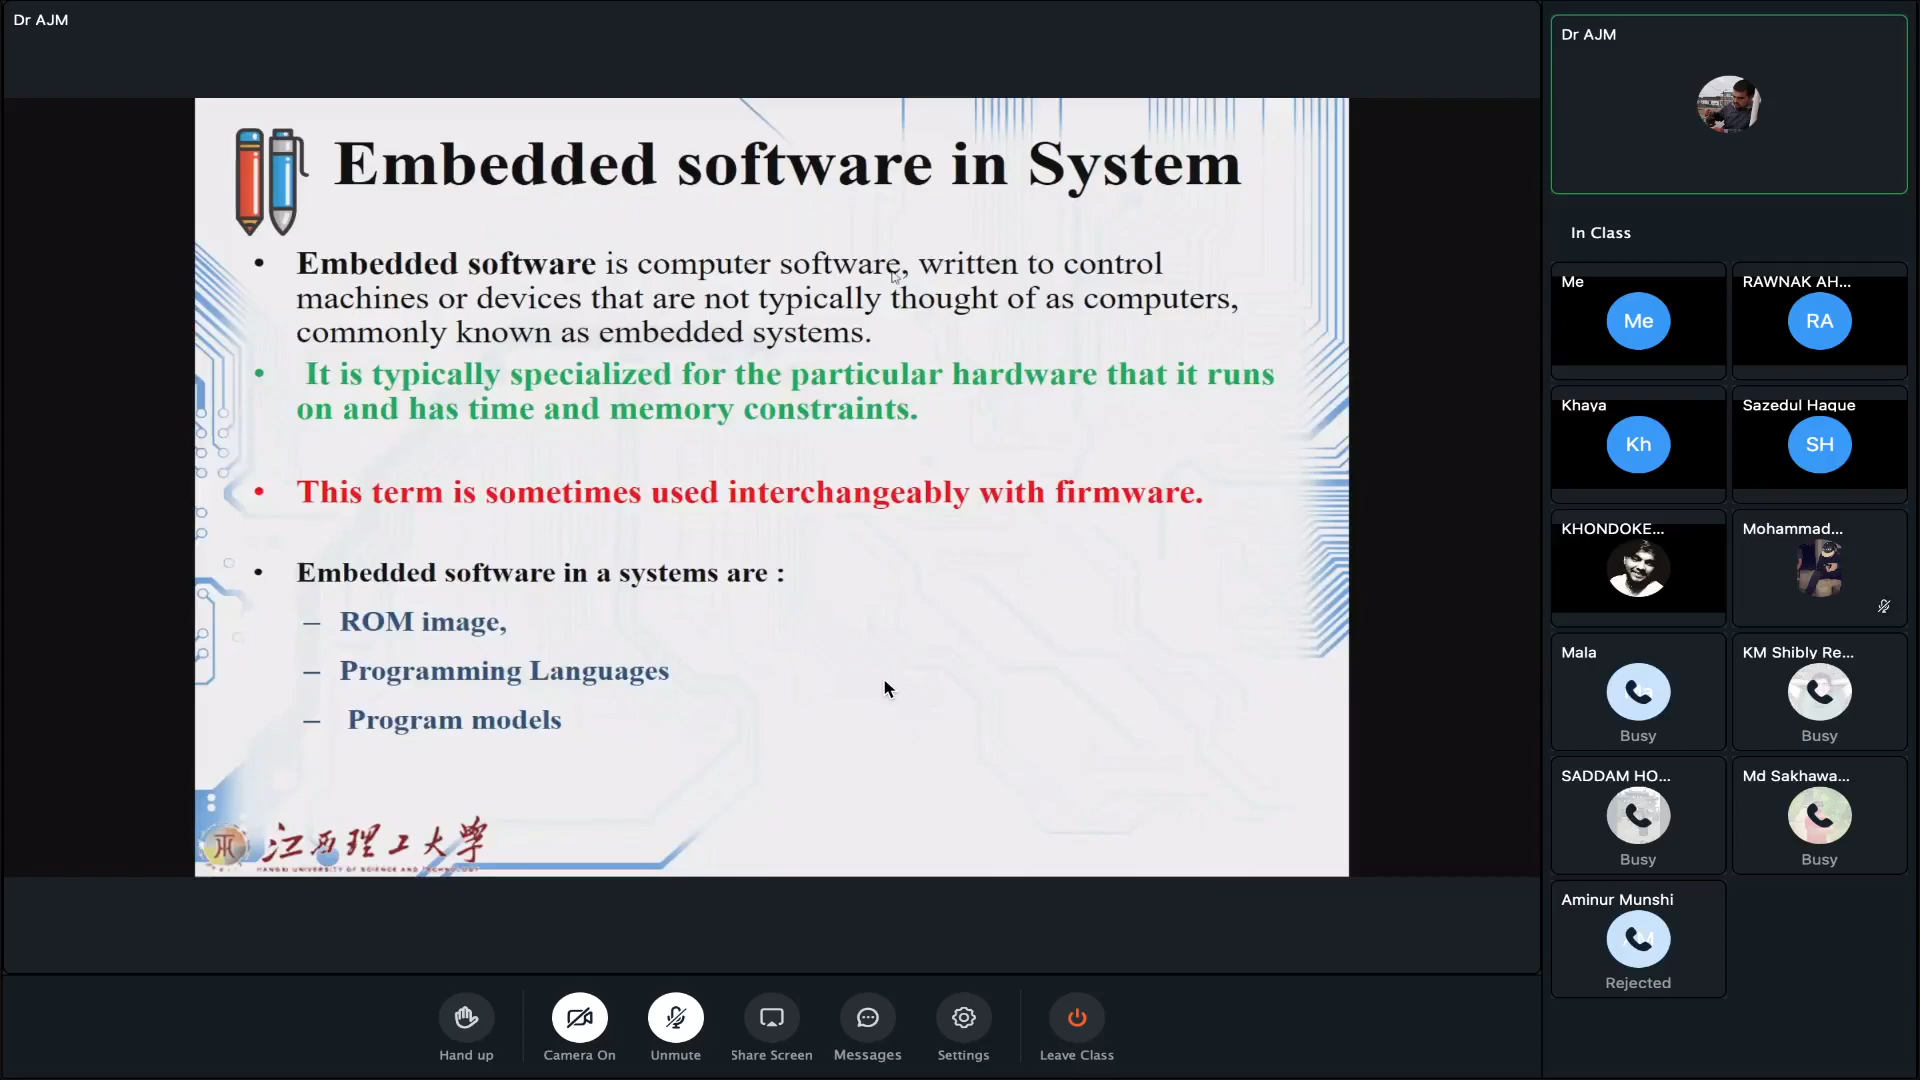 Dr AJM
Embedded software in System
• Embedded software is computer software, written to control
machines or devices that are not typically thought of as computers,
commonly known as embedded systems.
• It is typically specialized for the particular hardware that it runs
on and has time and memory constraints.
• This term is sometimes used interchangeably with firmware.
• Embedded software in a systems are :
– ROM image,
– Programming Languages
– Program models
江西理工大学
JIANGXI UNIVERSITY OF SCIENCE AND TECHNOLOGY
Hand up
Camera On
Unmute
Share Screen
Messages
Settings
Leave Class
Dr AJM
In Class
Me
Me
RAWNAK AH...
RA
Khaya
Kh
Sazedul Haque
SH
KHONDOKE...
Mohammad...
Mala
Busy
KM Shibly Re...
Busy
SADDAM HO...
Busy
Md Sakhawa...
Busy
Aminur Munshi
Rejected